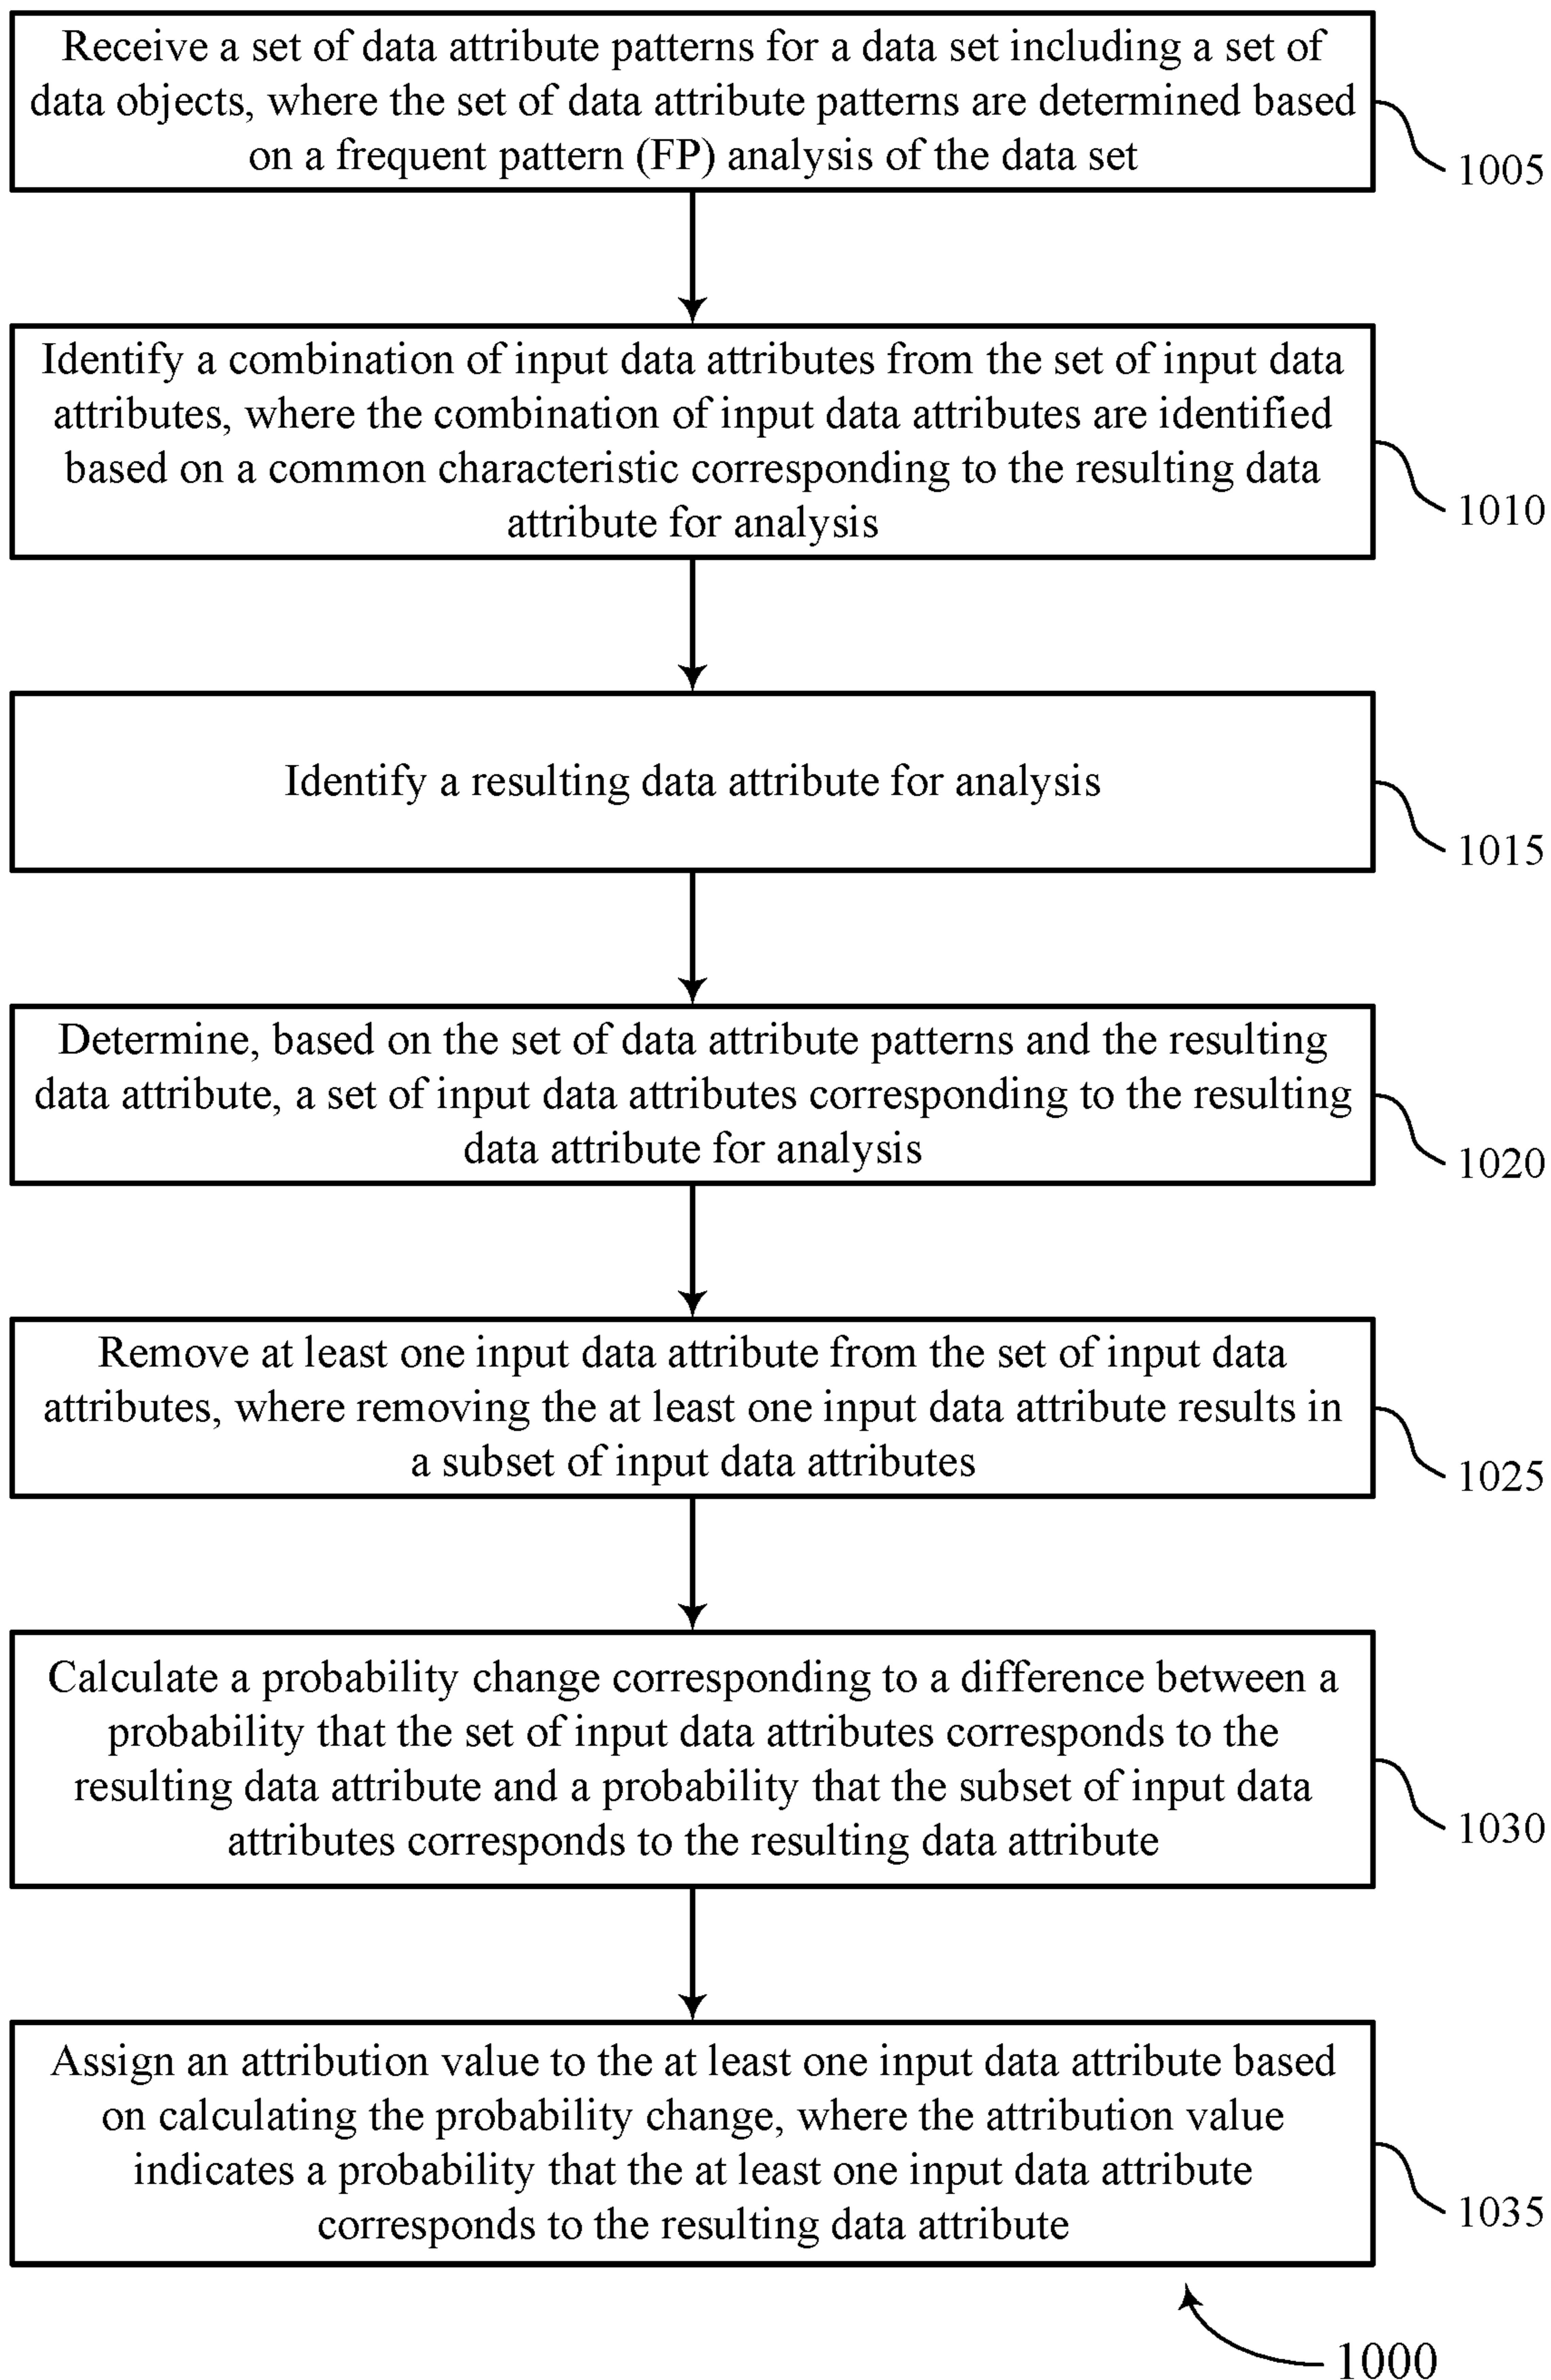 Receive a set of data attribute patterns for a data set including a set of
data objects, where the set of data attribute patterns are determined based
on a frequent pattern (FP) analysis of the data set
1005
Identify a combination of input data attributes from the set of input data
attributes, where the combination of input data attributes are identified
based on a common characteristic corresponding to the resulting data
attribute for analysis
1010
Identify a resulting data attribute for analysis
1015
Determine, based on the set of data attribute patterns and the resulting
data attribute, a set of input data attributes corresponding to the resulting
data attribute for analysis
1020
Remove at least one input data attribute from the set of input data
attributes, where removing the at least one input data attribute results in
a subset of input data attributes
1025
Calculate a probability change corresponding to a difference between a
probability that the set of input data attributes corresponds to the
resulting data attribute and a probability that the subset of input data
attributes corresponds to the resulting data attribute
1030
Assign an attribution value to the at least one input data attribute based
on calculating the probability change, where the attribution value
indicates a probability that the at least one input data attribute
corresponds to the resulting data attribute
1035
1000